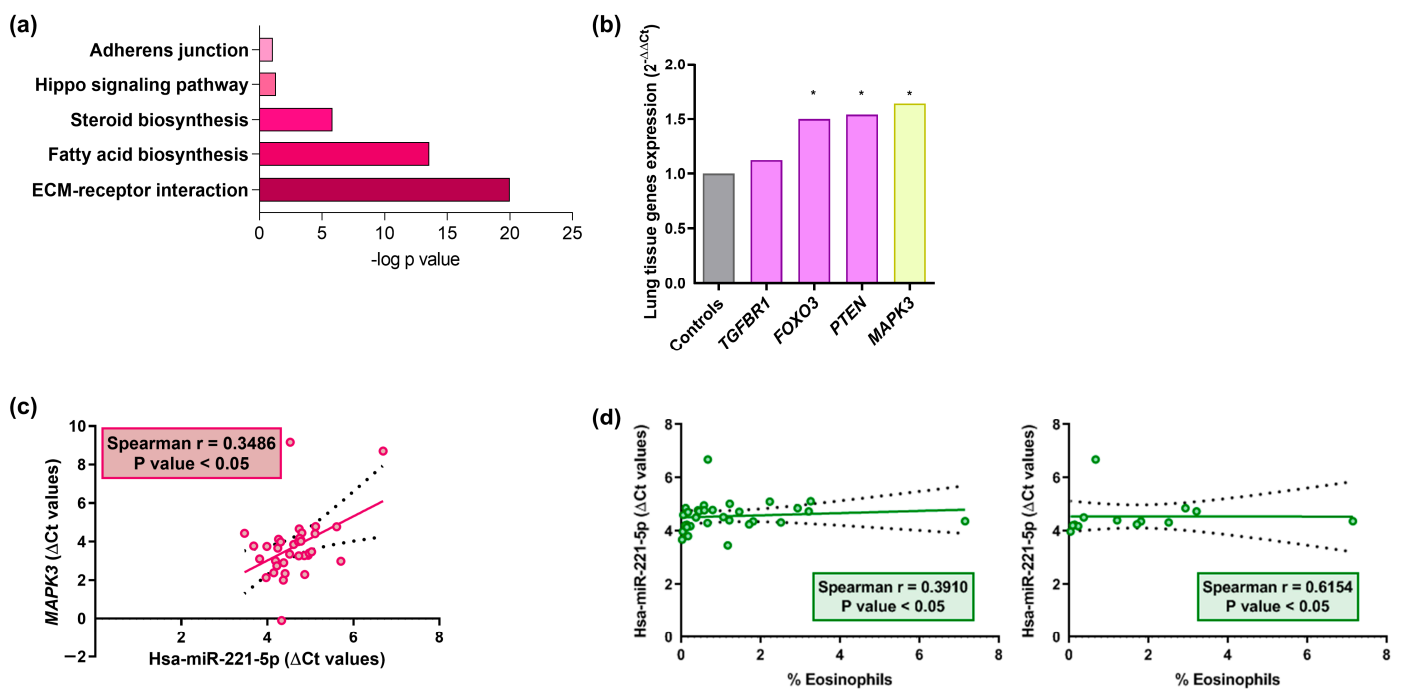 (a)
Adherens junction
Hippo signaling pathway
Steroid biosynthesis
Fatty acid biosynthesis
ECM-receptor interaction
0 5 10 15 20 25
-log p value
(b)
Lung tissue genes expression (2^-ΔΔCt)
2.0
1.5
1.0
0.5
0.0
* * *
Controls
TGFBR1
FOXO3
PTEN
MAPK3
(c)
MAPK3 (ΔCt values)
10
8
6
4
2
0
−2
Spearman r = 0.3486
P value < 0.05
2 4 6 8
Hsa-miR-221-5p (ΔCt values)
(d)
Hsa-miR-221-5p (ΔCt values)
8
6
4
2
0
Spearman r = 0.3910
P value < 0.05
0 2 4 6 8
% Eosinophils
Hsa-miR-221-5p (ΔCt values)
8
6
4
2
0
Spearman r = 0.6154
P value < 0.05
0 2 4 6 8
% Eosinophils